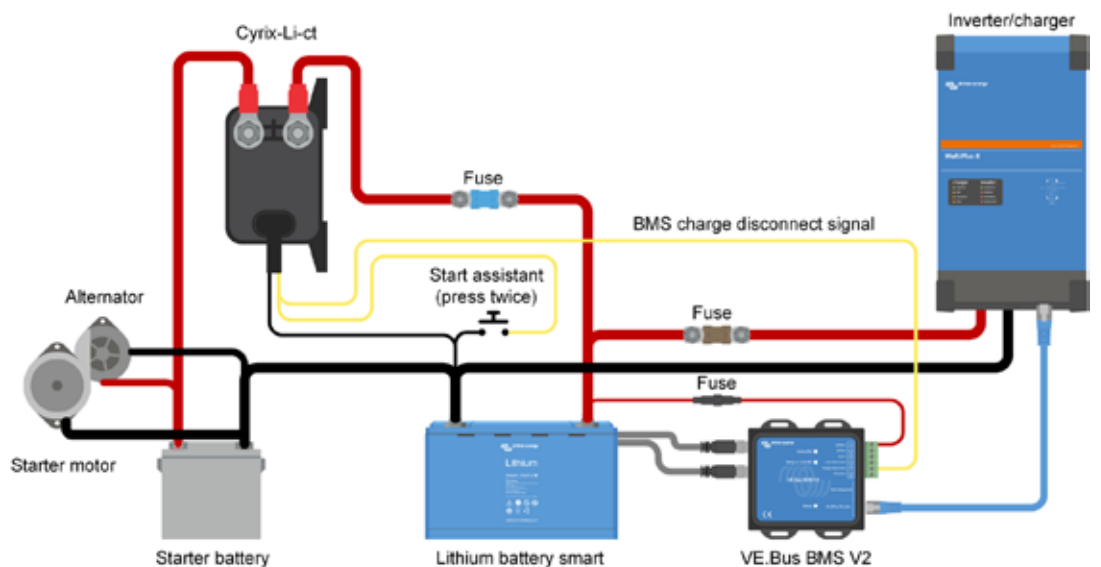 Inverter/charger
Cyrix-Li-ct
Fuse
BMS charge disconnect signal
Start assistant
(press twice)
Alternator
Fuse
Fuse
Starter motor
Lithium
Starter battery
Lithium battery smart
VE.Bus BMS V2